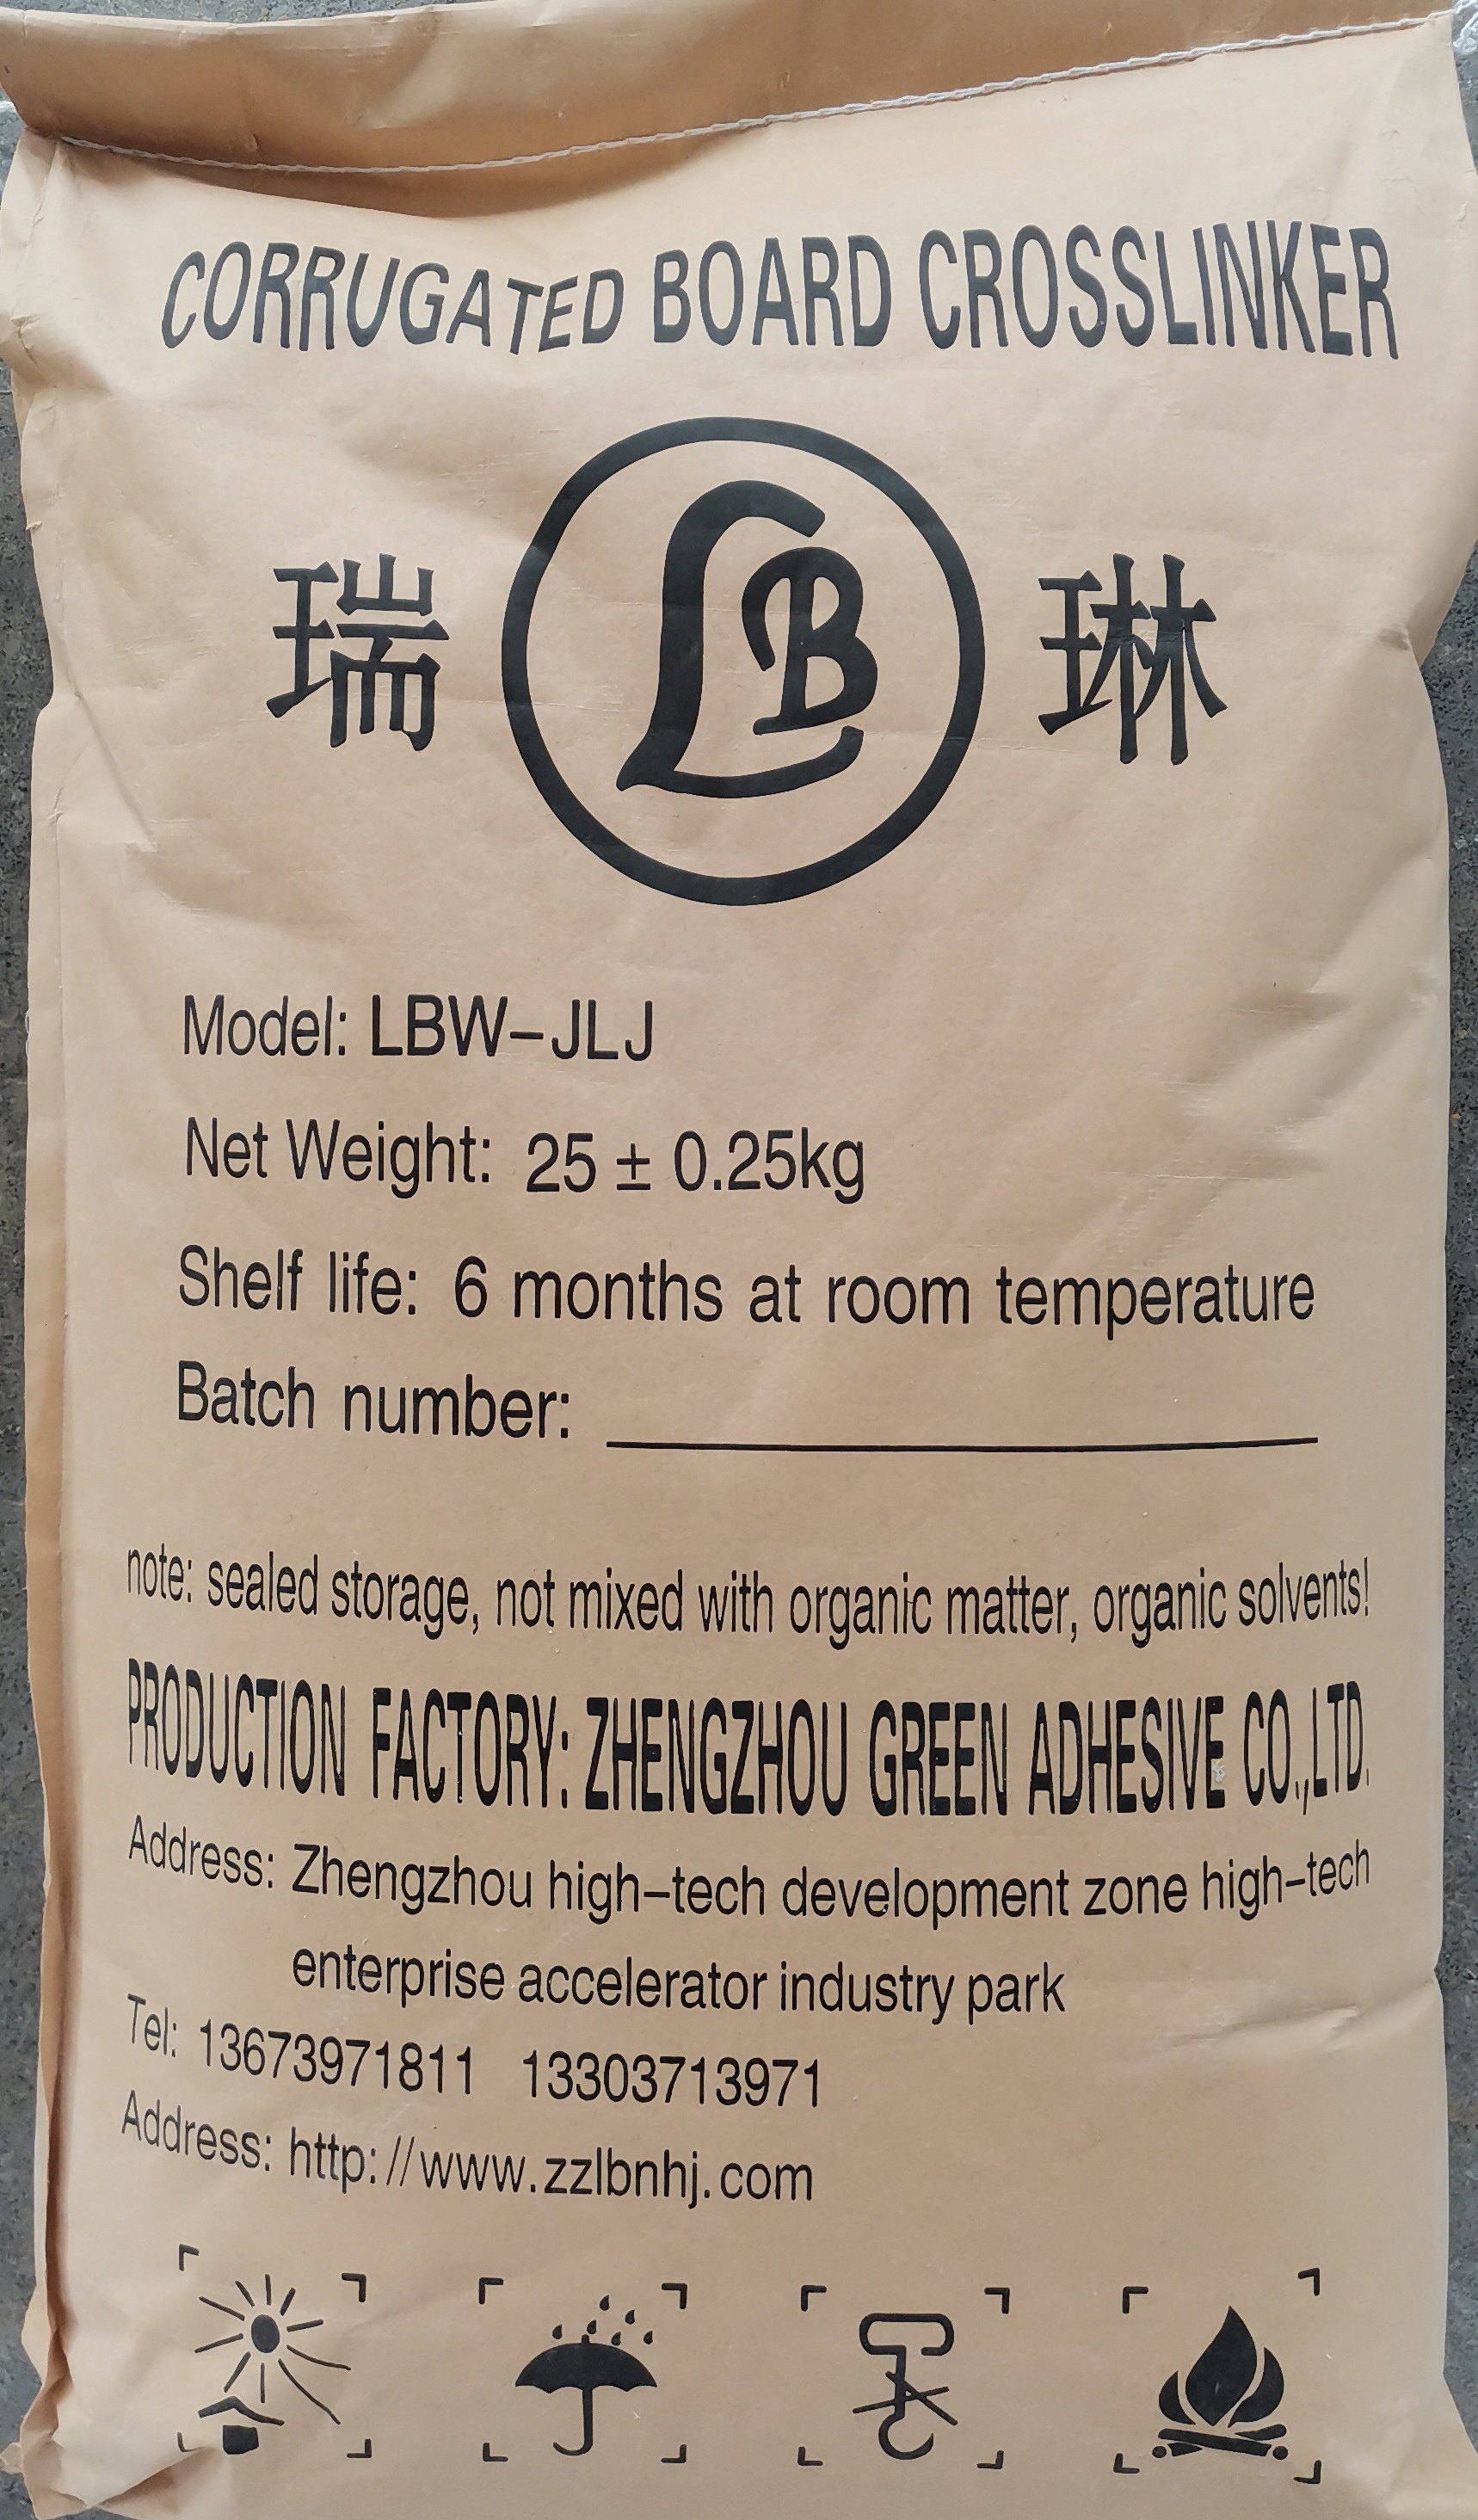 CORRUGATED BOARD CROSSLINKER
瑞 LB 琳
Model: LBW-JLJ
Net Weight: 25 ± 0.25kg
Shelf life: 6 months at room temperature
Batch number:
note: sealed storage, not mixed with organic matter, organic solvents!
PRODUCTION FACTORY: ZHENGZHOU GREEN ADHESIVE CO.,LTD.
Address: Zhengzhou high-tech development zone high-tech
enterprise accelerator industry park
Tel: 13673971811 13303713971
Address: http://www.zzlbnhj.com